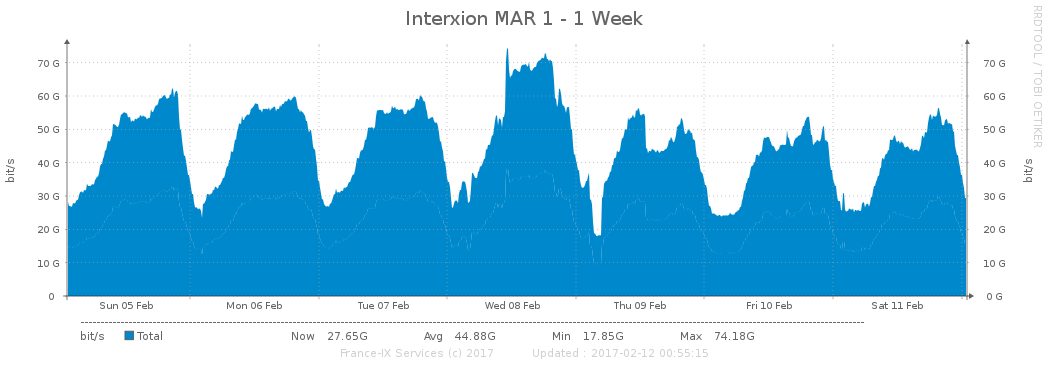 Interxion MAR 1 - 1 Week
RRDTOOL / TOBI OETIKER
bit/s
bit/s
70 G 70 G
60 G 60 G
50 G 50 G
40 G 40 G
30 G 30 G
20 G 20 G
10 G 10 G
0 0 G
Sun 05 Feb Mon 06 Feb Tue 07 Feb Wed 08 Feb Thu 09 Feb Fri 10 Feb Sat 11 Feb
bit/s Total Now 27.65G Avg 44.88G Min 17.85G Max 74.18G
France-IX Services (c) 2017 Updated : 2017-02-12 00:55:15